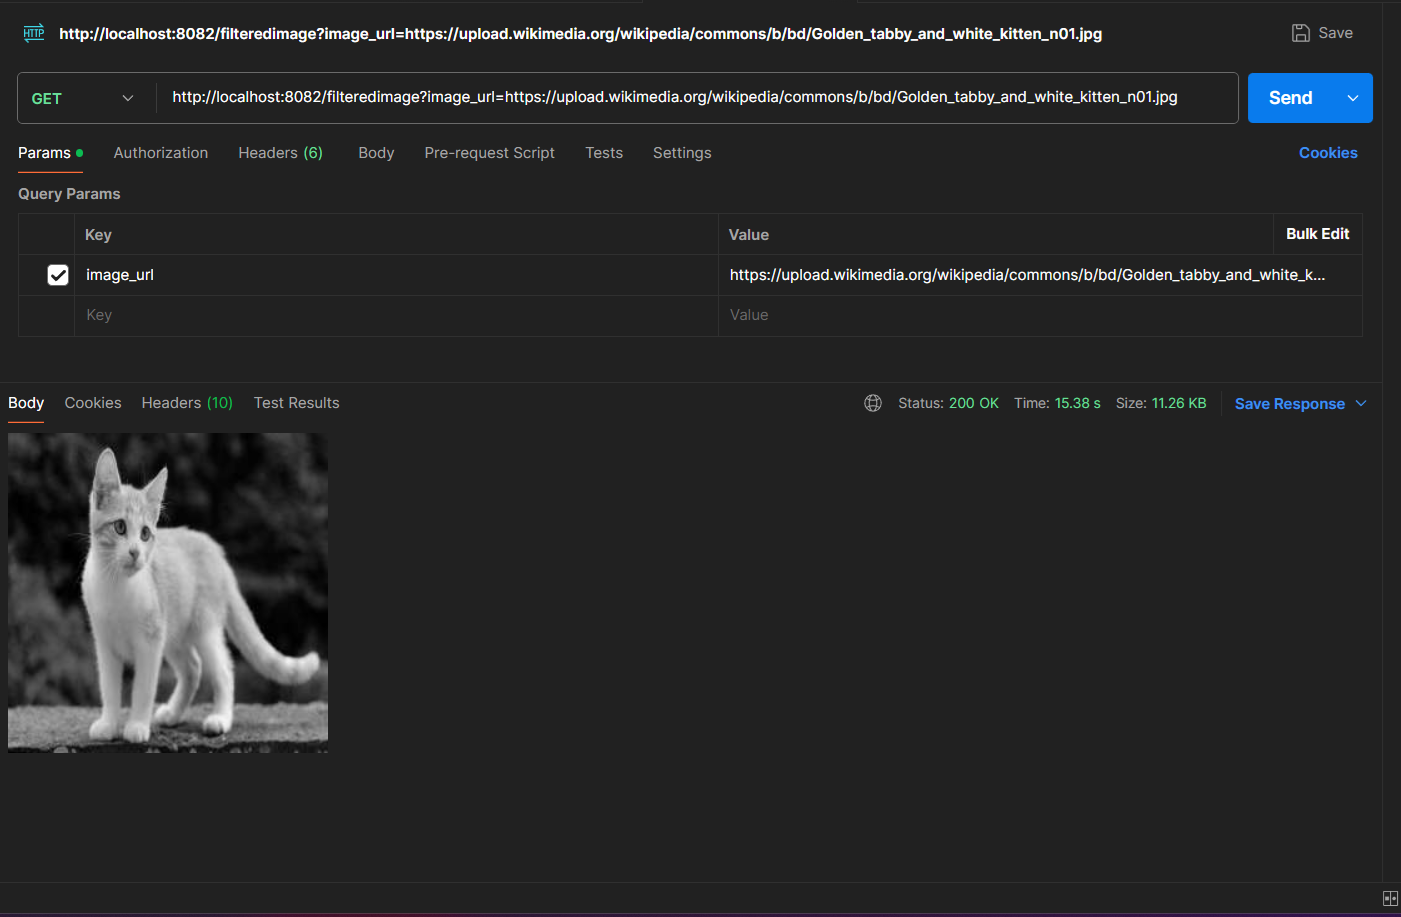 HTTP http://localhost:8082/filteredimage?image_url=https://upload.wikimedia.org/wikipedia/commons/b/bd/Golden_tabby_and_white_kitten_n01.jpg Save
GET http://localhost:8082/filteredimage?image_url=https://upload.wikimedia.org/wikipedia/commons/b/bd/Golden_tabby_and_white_kitten_n01.jpg Send
Params Authorization Headers (6) Body Pre-request Script Tests Settings Cookies
Query Params
Key Value Bulk Edit
image_url https://upload.wikimedia.org/wikipedia/commons/b/bd/Golden_tabby_and_white_k...
Key Value
Body Cookies Headers (10) Test Results Status: 200 OK Time: 15.38 s Size: 11.26 KB Save Response